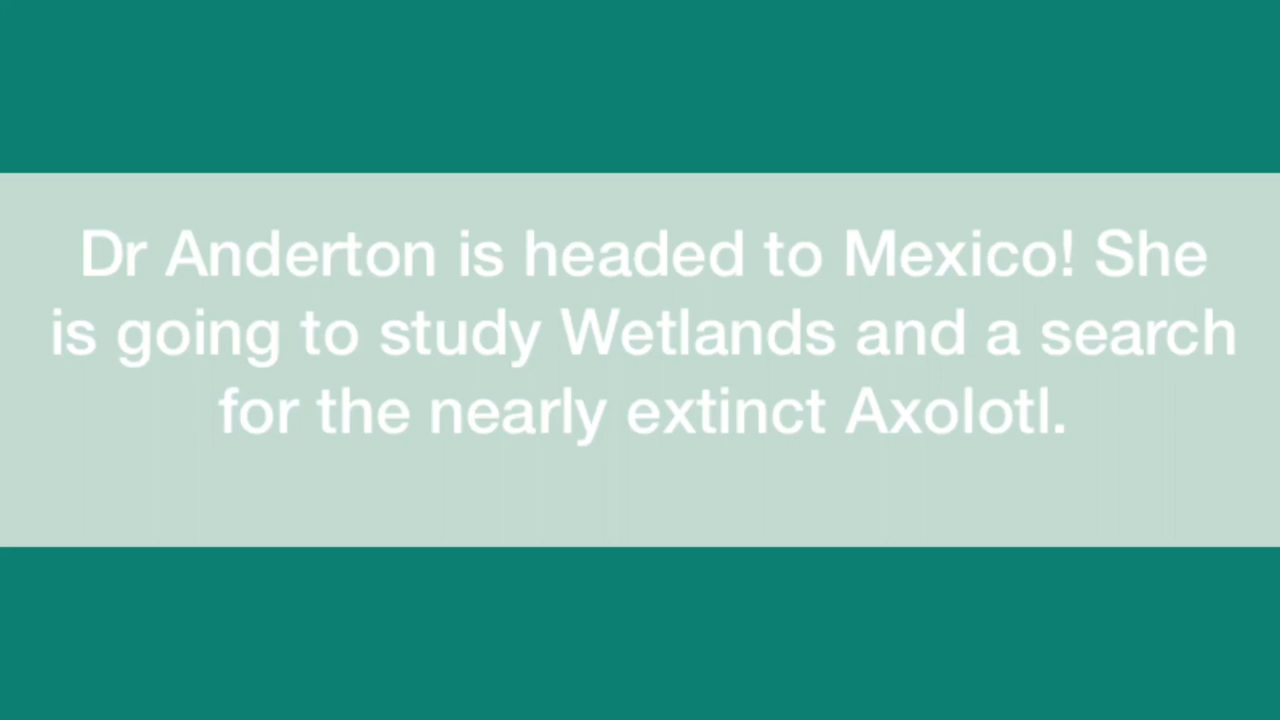 Dr Anderton is headed to Mexico! She
is going to study Wetlands and a search
for the nearly extinct Axolotl.